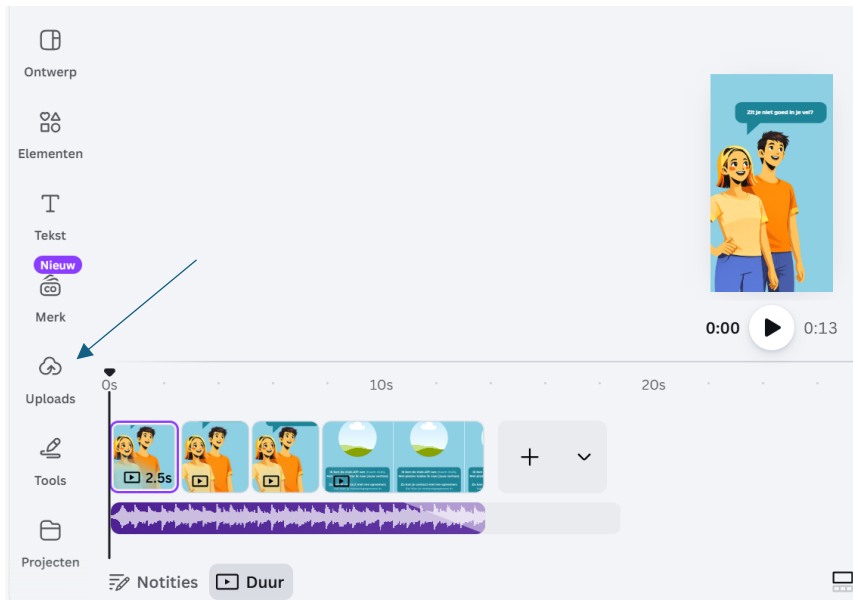 Ontwerp
Elementen
Tekst
Nieuw
CO
Merk
Uploads
Tools
Projecten
Zit je niet goed in je vel?
0:00
0:13
0s
10s
20s
2.5s
Notities
Duur